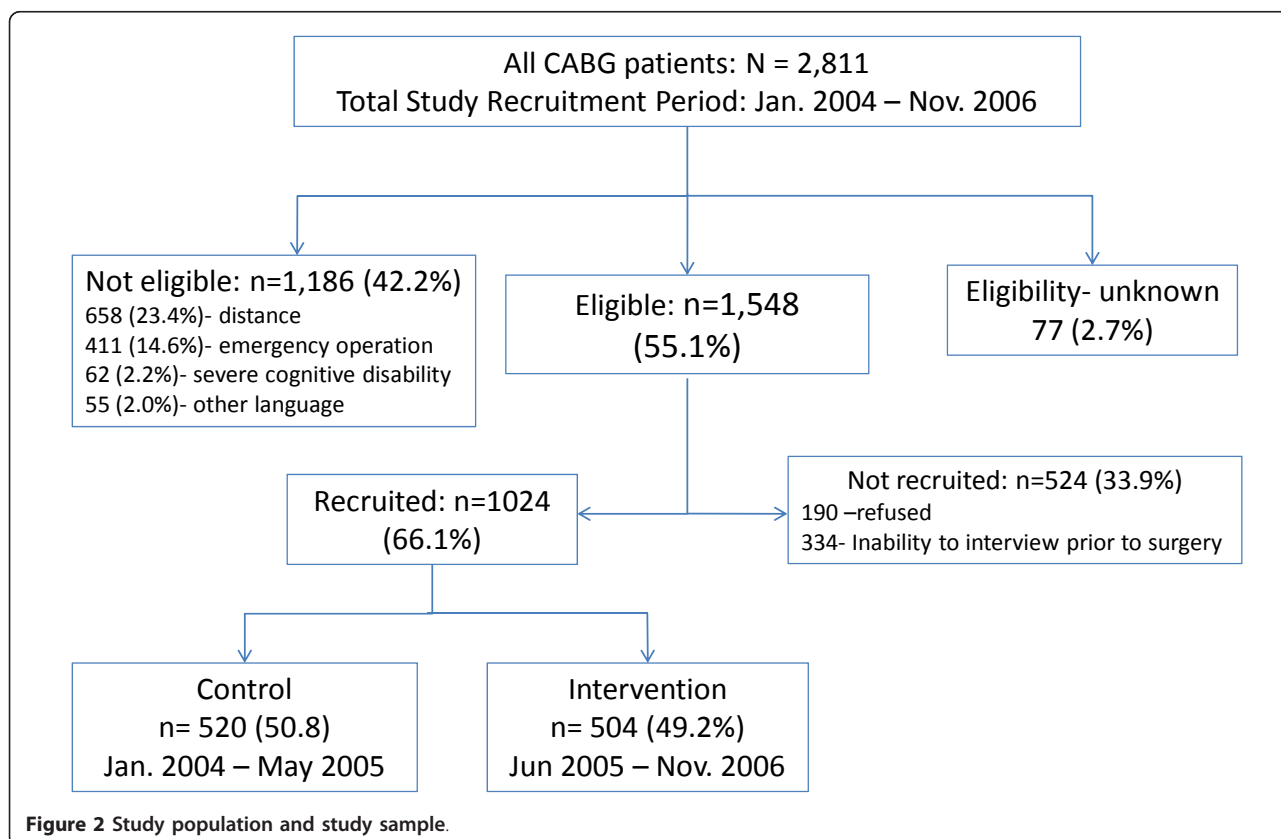 All CABG patients: N = 2,811
Total Study Recruitment Period: Jan. 2004 – Nov. 2006
Not eligible: n=1,186 (42.2%)
658 (23.4%)- distance
411 (14.6%)- emergency operation
62 (2.2%)- severe cognitive disability
55 (2.0%)- other language
Eligible: n=1,548
(55.1%)
Eligibility- unknown
77 (2.7%)
Recruited: n=1024
(66.1%)
Not recruited: n=524 (33.9%)
190 –refused
334- Inability to interview prior to surgery
Control
n= 520 (50.8)
Jan. 2004 – May 2005
Intervention
n= 504 (49.2%)
Jun 2005 – Nov. 2006
Figure 2 Study population and study sample.